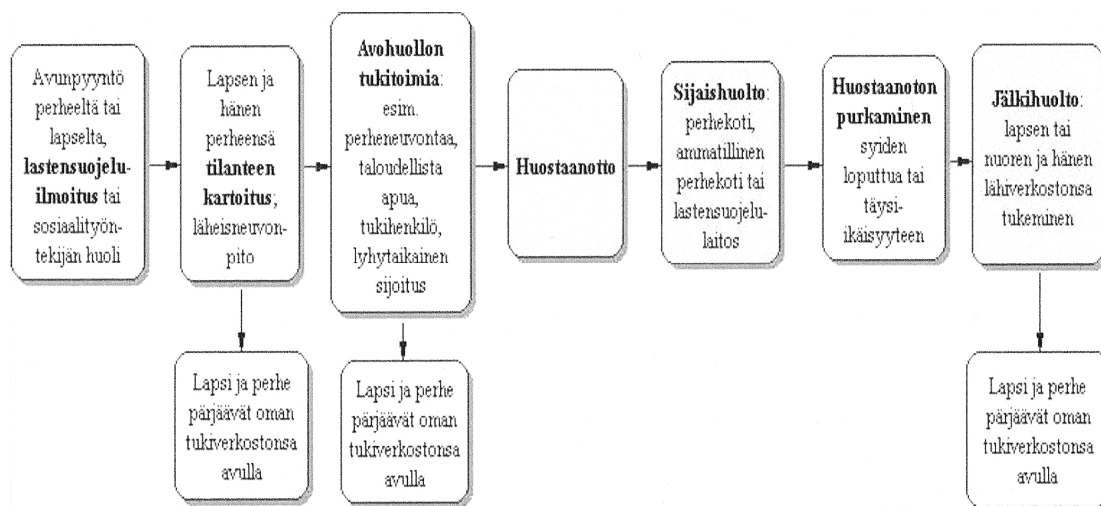 Avunpyyntö
perheeltä tai
lapselta,
lastensuojelu-
ilmoitus tai
sosiaalityön-
tekijän huoli
Lapsen ja
hänen
perheensä
tilanteen
kartoitus;
läheisneuvon-
pito
Avohuollon
tukitoimia:
esim.
perheneuvontaa,
taloudellista
apua,
tukihenkilö,
lyhytaikainen
sijoitus
Huostaanotto
Sijaishuolto:
perhekoti,
ammatillinen
perhekoti tai
lastensuojelu-
laitos
Huostaanoton
purkaminen
syiden
loputtua tai
täysi-
ikäisyyteen
Jälkihuolto:
lapsen tai
nuoren ja hänen
lähiverkostonsa
tukeminen
Lapsi ja perhe
pärjäävät oman
tukiverkostonsa
avulla
Lapsi ja perhe
pärjäävät oman
tukiverkostonsa
avulla
Lapsi ja perhe
pärjäävät oman
tukiverkostonsa
avulla